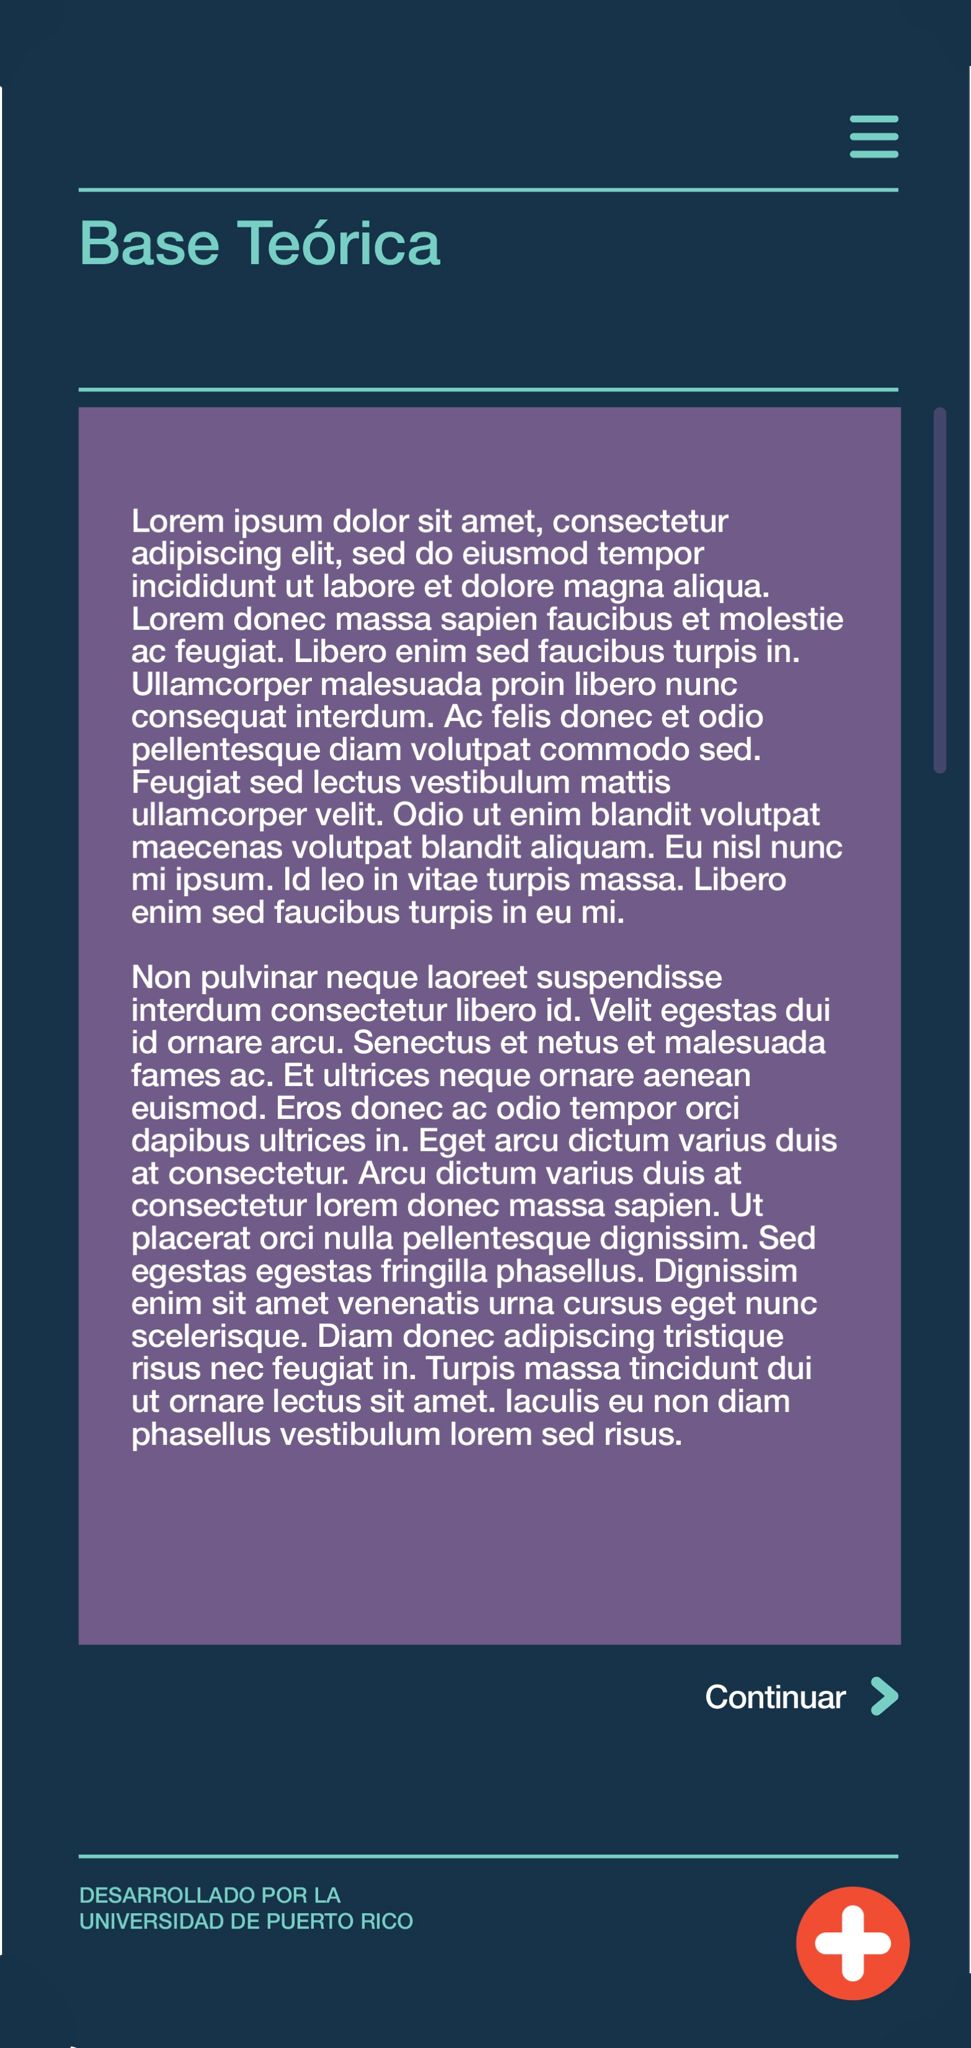 Base Teórica
Lorem ipsum dolor sit amet, consectetur
adipiscing elit, sed do eiusmod tempor
incididunt ut labore et dolore magna aliqua.
Lorem donec massa sapien faucibus et molestie
ac feugiat. Libero enim sed faucibus turpis in.
Ullamcorper malesuada proin libero nunc
consequat interdum. Ac felis donec et odio
pellentesque diam volutpat commodo sed.
Feugiat sed lectus vestibulum mattis
ullamcorper velit. Odio ut enim blandit volutpat
maecenas volutpat blandit aliquam. Eu nisl nunc
mi ipsum. Id leo in vitae turpis massa. Libero
enim sed faucibus turpis in eu mi.
Non pulvinar neque laoreet suspendisse
interdum consectetur libero id. Velit egestas dui
id ornare arcu. Senectus et netus et malesuada
fames ac. Et ultrices neque ornare aenean
euismod. Eros donec ac odio tempor orci
dapibus ultrices in. Eget arcu dictum varius duis
at consectetur. Arcu dictum varius duis at
consectetur lorem donec massa sapien. Ut
placerat orci nulla pellentesque dignissim. Sed
egestas egestas fringilla phasellus. Dignissim
enim sit amet venenatis urna cursus eget nunc
scelerisque. Diam donec adipiscing tristique
risus nec feugiat in. Turpis massa tincidunt dui
ut ornare lectus sit amet. Iaculis eu non diam
phasellus vestibulum lorem sed risus.
Continuar
DESARROLLADO POR LA
UNIVERSIDAD DE PUERTO RICO